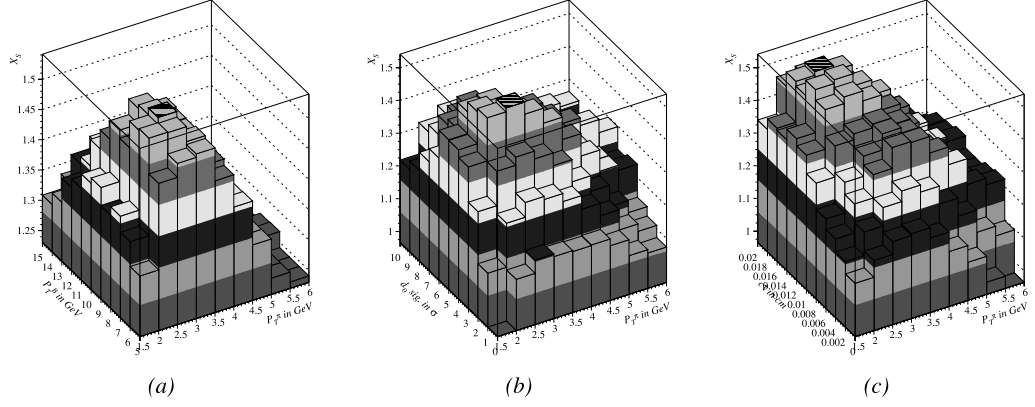 X_S X_S X_S
1.5 1.5 1.5
1.45 1.4 1.4
1.4 1.3 1.3
1.35 1.2 1.2
1.3 1.1 1.1
1.25 1 1
15 14 13 12 11 10 9 8 7 6 5
P_T^B in GeV
1.5 2 2.5 3 3.5 4 4.5 5 5.5 6
P_T^π in GeV
10 9 8 7 6 5 4 3 2 1 0
d_0 sig. in σ
1.5 2 2.5 3 3.5 4 4.5 5 5.5 6
P_T^π in GeV
0.02 0.018 0.016 0.014 0.012 0.01 0.008 0.006 0.004 0.002 0
1.5 2 2.5 3 3.5 4 4.5 5 5.5 6
P_T^π in GeV
(a) (b) (c)